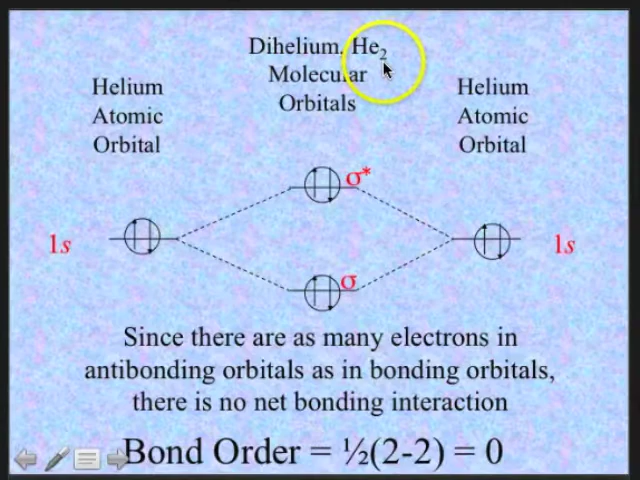 Dihelium, He₂
Molecular
Orbitals
Helium
Atomic
Orbital
Helium
Atomic
Orbital
σ*
1s
1s
σ
Since there are as many electrons in
antibonding orbitals as in bonding orbitals,
there is no net bonding interaction
Bond Order = ½(2-2) = 0